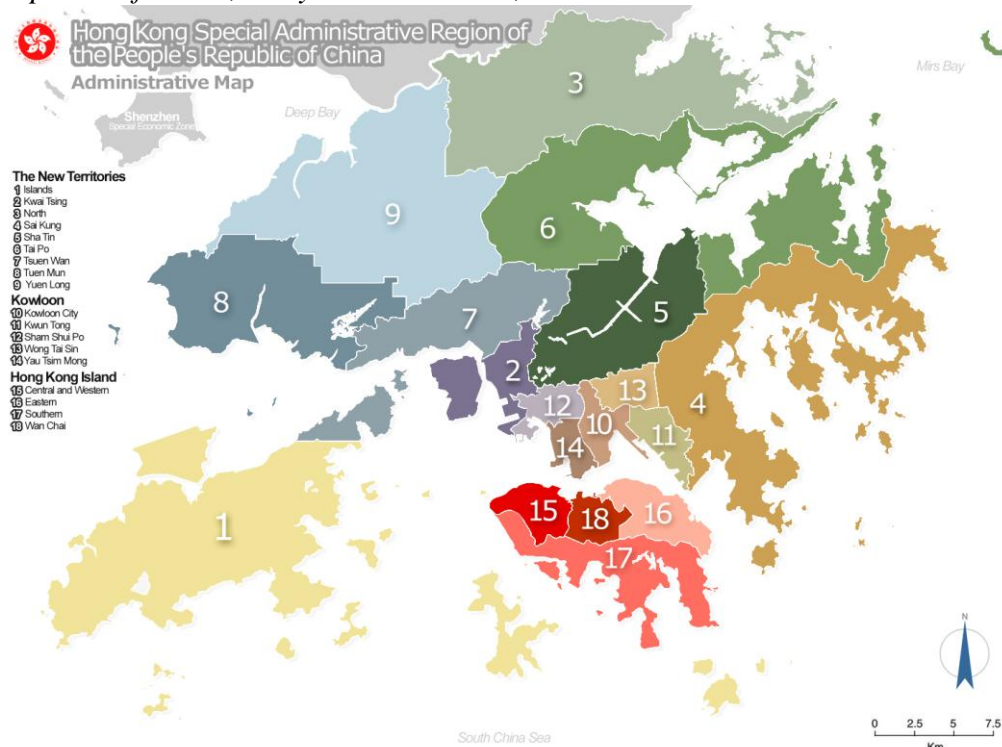 Hong Kong Special Administrative Region of
the People's Republic of China
Administrative Map
Mirs Bay
Deep Bay
Shenzhen
Special Economic Zone
The New Territories
1 Islands
2 Kwai Tsing
3 North
4 Sai Kung
5 Sha Tin
6 Tai Po
7 Tsuen Wan
8 Tuen Mun
9 Yuen Long
Kowloon
10 Kowloon City
11 Kwun Tong
12 Sham Shui Po
13 Wong Tai Sin
14 Yau Tsim Mong
Hong Kong Island
15 Central and Western
16 Eastern
17 Southern
18 Wan Chai
3
9
6
8
7
5
2
13
4
12
10
11
14
1
15
18
16
17
N
0 2.5 5 7.5
Km
South China Sea